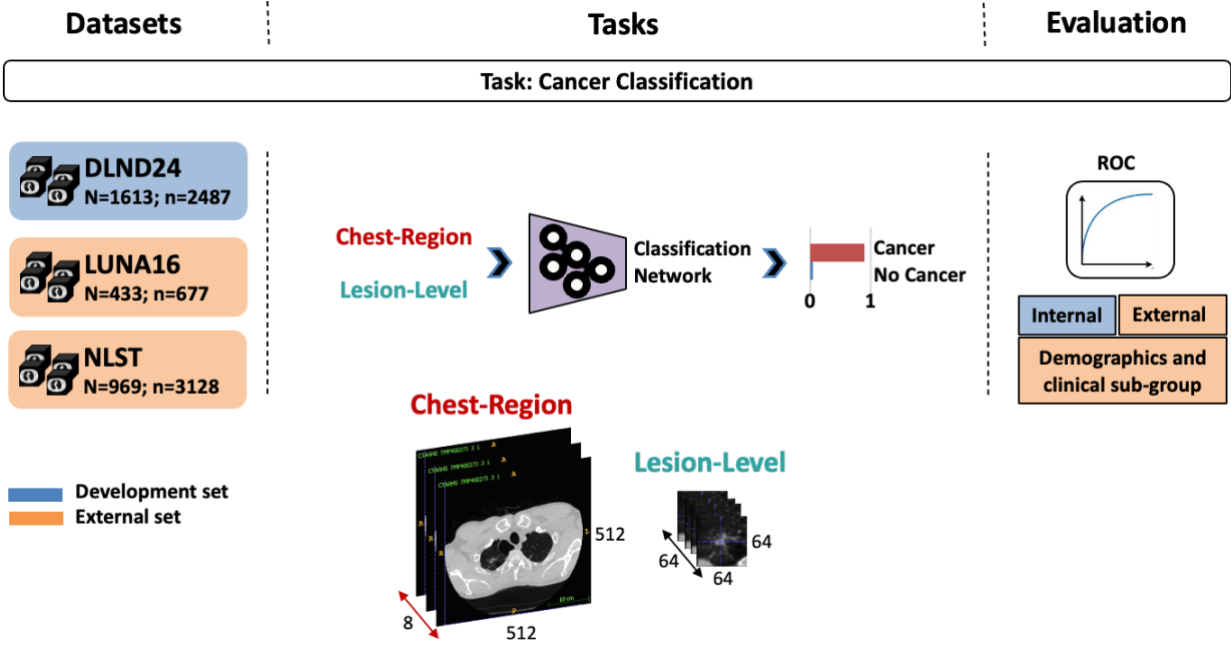 Datasets
Tasks
Evaluation
Task: Cancer Classification
DLND24
N=1613; n=2487
LUNA16
N=433; n=677
NLST
N=969; n=3128
Development set
External set
Chest-Region
Lesion-Level
Classification
Network
Cancer
No Cancer
0
1
ROC
Internal
External
Demographics and
clinical sub-group
Chest-Region
8
512
512
10 cm
A
A
A
R
R
R
L
P
Lesion-Level
64
64
64